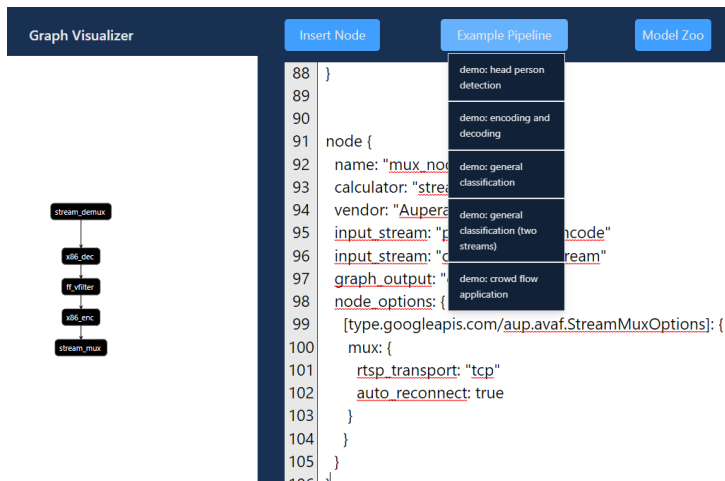 Graph Visualizer
Insert Node
Example Pipeline
Model Zoo
demo: head person
detection
demo: encoding and
decoding
demo: general
classification
demo: general
classification (two
streams)
demo: crowd flow
application
stream_demux
x86_dec
ff_vfilter
x86_enc
stream_mux
88 }
89
90
91 node {
92 name: "mux_no
93 calculator: "strea
94 vendor: "Aupera
95 input_stream: "p ncode"
96 input_stream: "c ream"
97 graph_output: "
98 node_options: {
99 [type.googleapis.com/aup.avaf.StreamMuxOptions]: {
100 mux: {
101 rtsp_transport: "tcp"
102 auto_reconnect: true
103 }
104 }
105 }
106 }